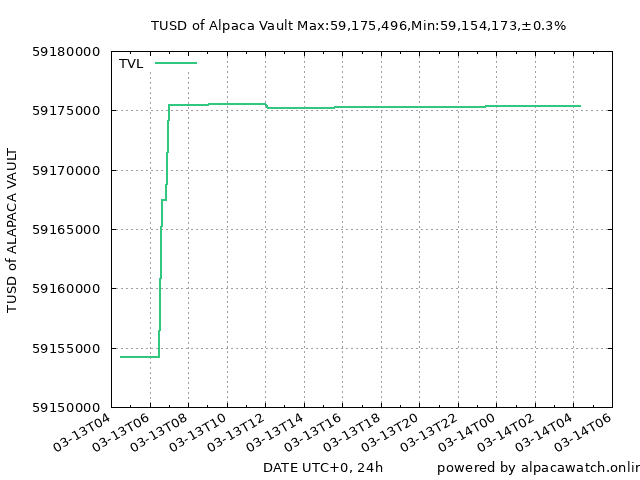 TUSD of Alpaca Vault Max:59,175,496,Min:59,154,173,±0.3%
TVL
59180000
59175000
59170000
59165000
59160000
59155000
59150000
TUSD of ALAPACA VAULT
03-13T04
03-13T06
03-13T08
03-13T10
03-13T12
03-13T14
03-13T16
03-13T18
03-13T20
03-13T22
03-14T00
03-14T02
03-14T04
03-14T06
DATE UTC+0, 24h
powered by alpacawatch.onlin